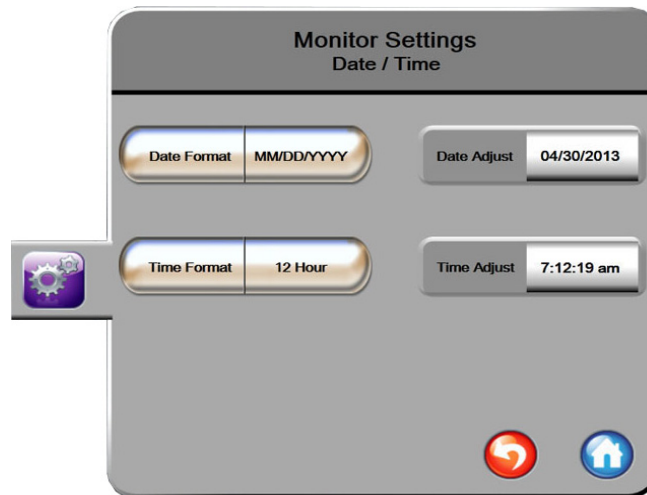 Monitor Settings
Date / Time
Date Format MM/DD/YYYY
Date Adjust 04/30/2013
Time Format 12 Hour
Time Adjust 7:12:19 am